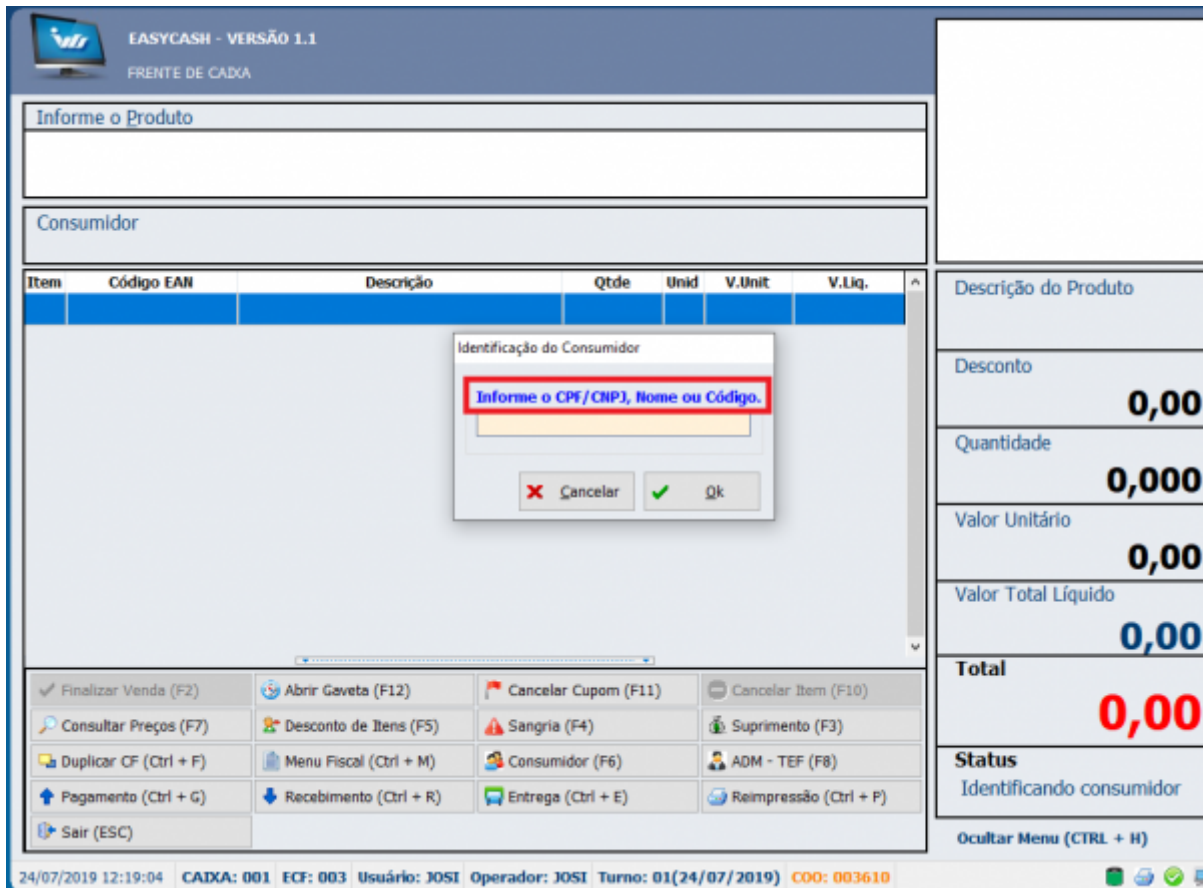 EASYCASH - VERSÃO 1.1
FRENTE DE CAIXA
Informe o Produto
Consumidor
Item Código EAN Descrição Qtde Unid V.Unit V.Liq.
Identificação do Consumidor
Informe o CPF/CNPJ, Nome ou Código.
Cancelar Ok
Finalizar Venda (F2) Abrir Gaveta (F12) Cancelar Cupom (F11) Cancelar Item (F10)
Consultar Preços (F7) Desconto de Itens (F5) Sangria (F4) Suprimento (F3)
Duplicar CF (Ctrl + F) Menu Fiscal (Ctrl + M) Consumidor (F6) ADM - TEF (F8)
Pagamento (Ctrl + G) Recebimento (Ctrl + R) Entrega (Ctrl + E) Reimpressão (Ctrl + P)
Sair (ESC)
Descrição do Produto
Desconto
0,00
Quantidade
0,000
Valor Unitário
0,00
Valor Total Líquido
0,00
Total
0,00
Status
Identificando consumidor
Ocultar Menu (CTRL + H)
24/07/2019 12:19:04 CAIXA: 001 ECF: 003 Usuário: JOSI Operador: JOSI Turno: 01(24/07/2019) COO: 003610